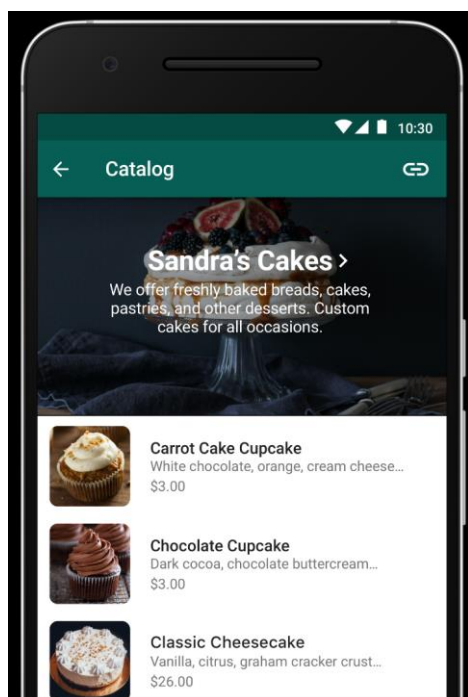 10:30
Catalog
Sandra's Cakes
We offer freshly baked breads, cakes,
pastries, and other desserts. Custom
cakes for all occasions.
Carrot Cake Cupcake
White chocolate, orange, cream cheese...
$3.00
Chocolate Cupcake
Dark cocoa, chocolate buttercream...
$3.00
Classic Cheesecake
Vanilla, citrus, graham cracker crust...
$26.00